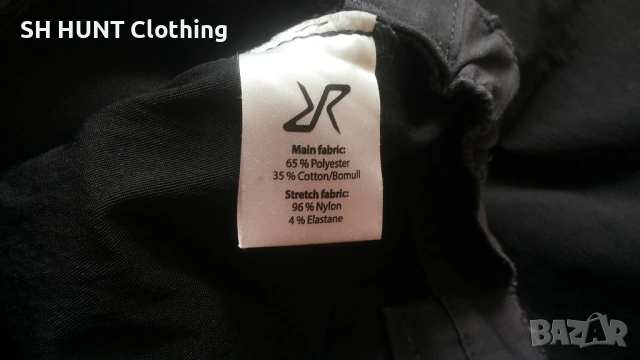 SH HUNT Clothing
Main fabric:
65 % Polyester
35 % Cotton/Bomull
Stretch fabric:
96 % Nylon
4 % Elastane
BAZAR